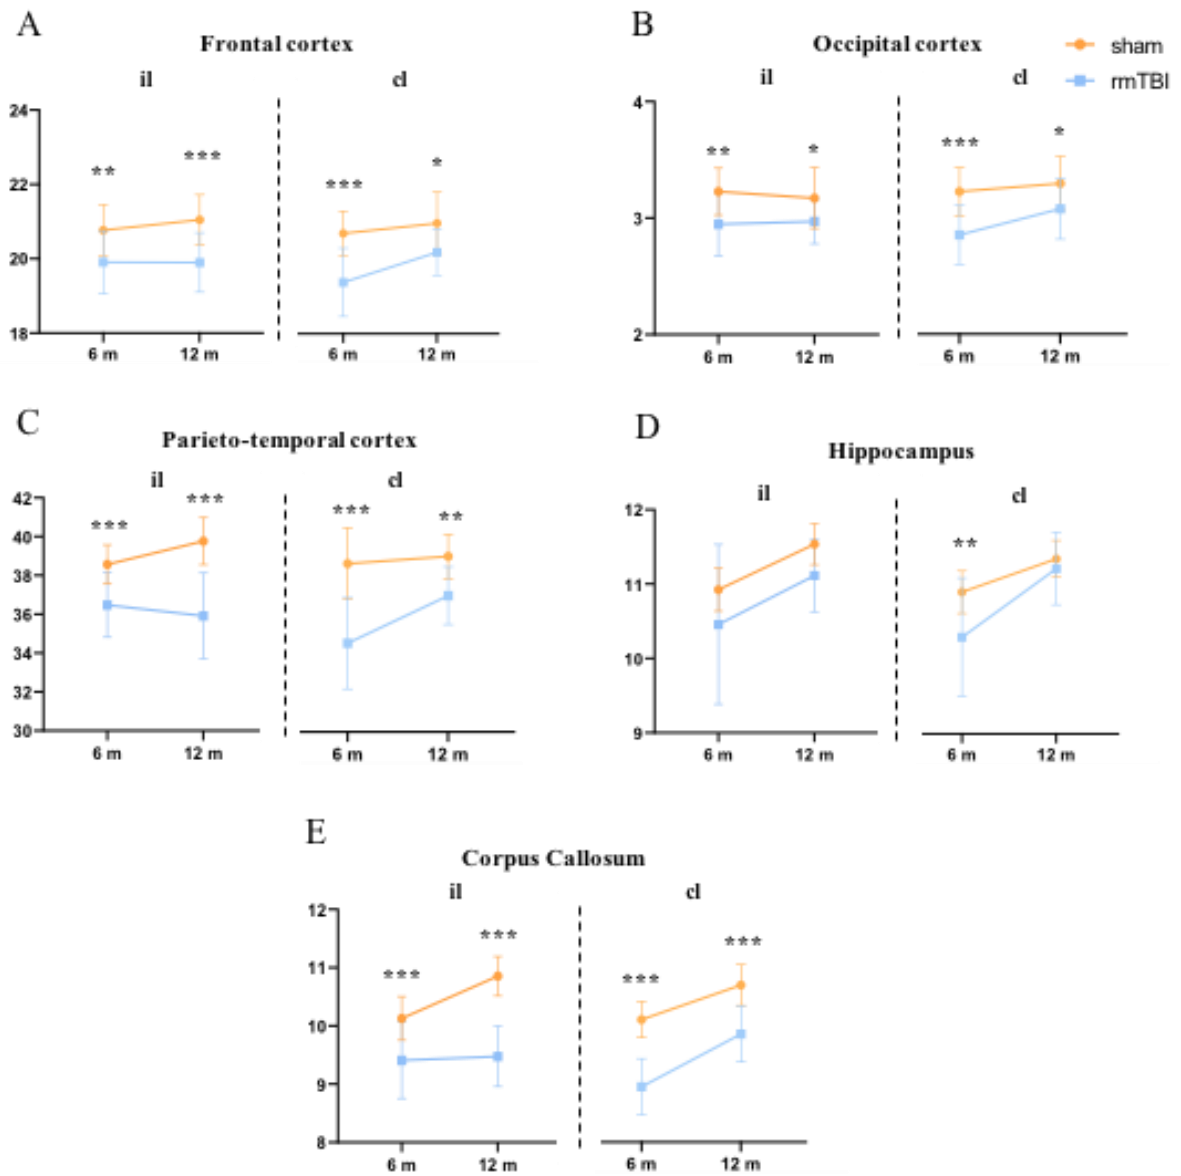 A
Frontal cortex
il
cl
24
22
20
18
**
***
***
*
6 m
12 m
6 m
12 m
B
Occipital cortex
sham
rmTBI
il
cl
4
3
2
**
*
***
*
6 m
12 m
6 m
12 m
C
Parieto-temporal cortex
il
cl
42
40
38
36
34
32
30
***
***
***
**
6 m
12 m
6 m
12 m
D
Hippocampus
il
cl
12
11
10
9
**
6 m
12 m
6 m
12 m
E
Corpus Callosum
il
cl
12
11
10
9
8
***
***
***
***
6 m
12 m
6 m
12 m